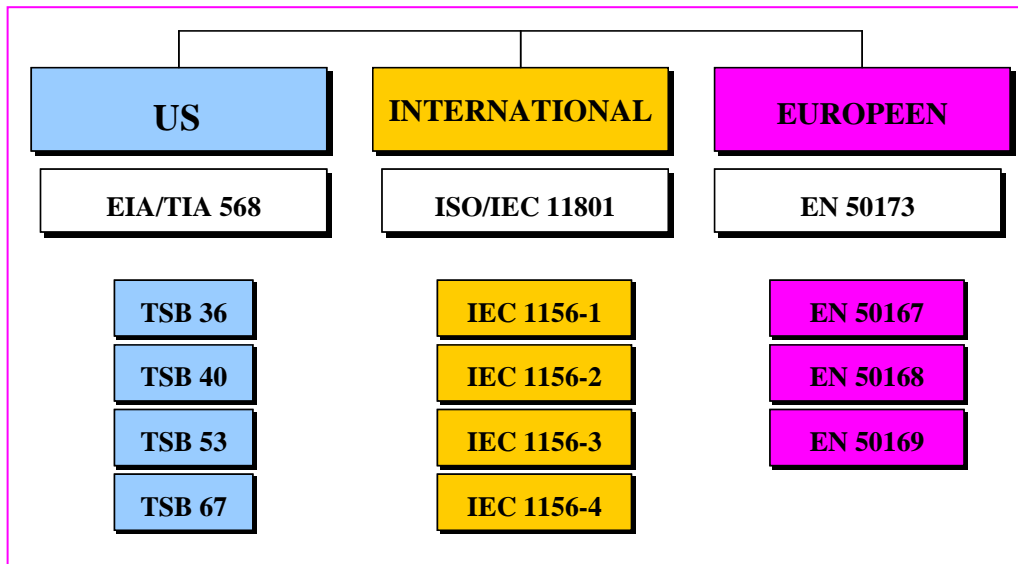 US
INTERNATIONAL
EUROPEEN
EIA/TIA 568
ISO/IEC 11801
EN 50173
TSB 36
IEC 1156-1
EN 50167
TSB 40
IEC 1156-2
EN 50168
TSB 53
IEC 1156-3
EN 50169
TSB 67
IEC 1156-4